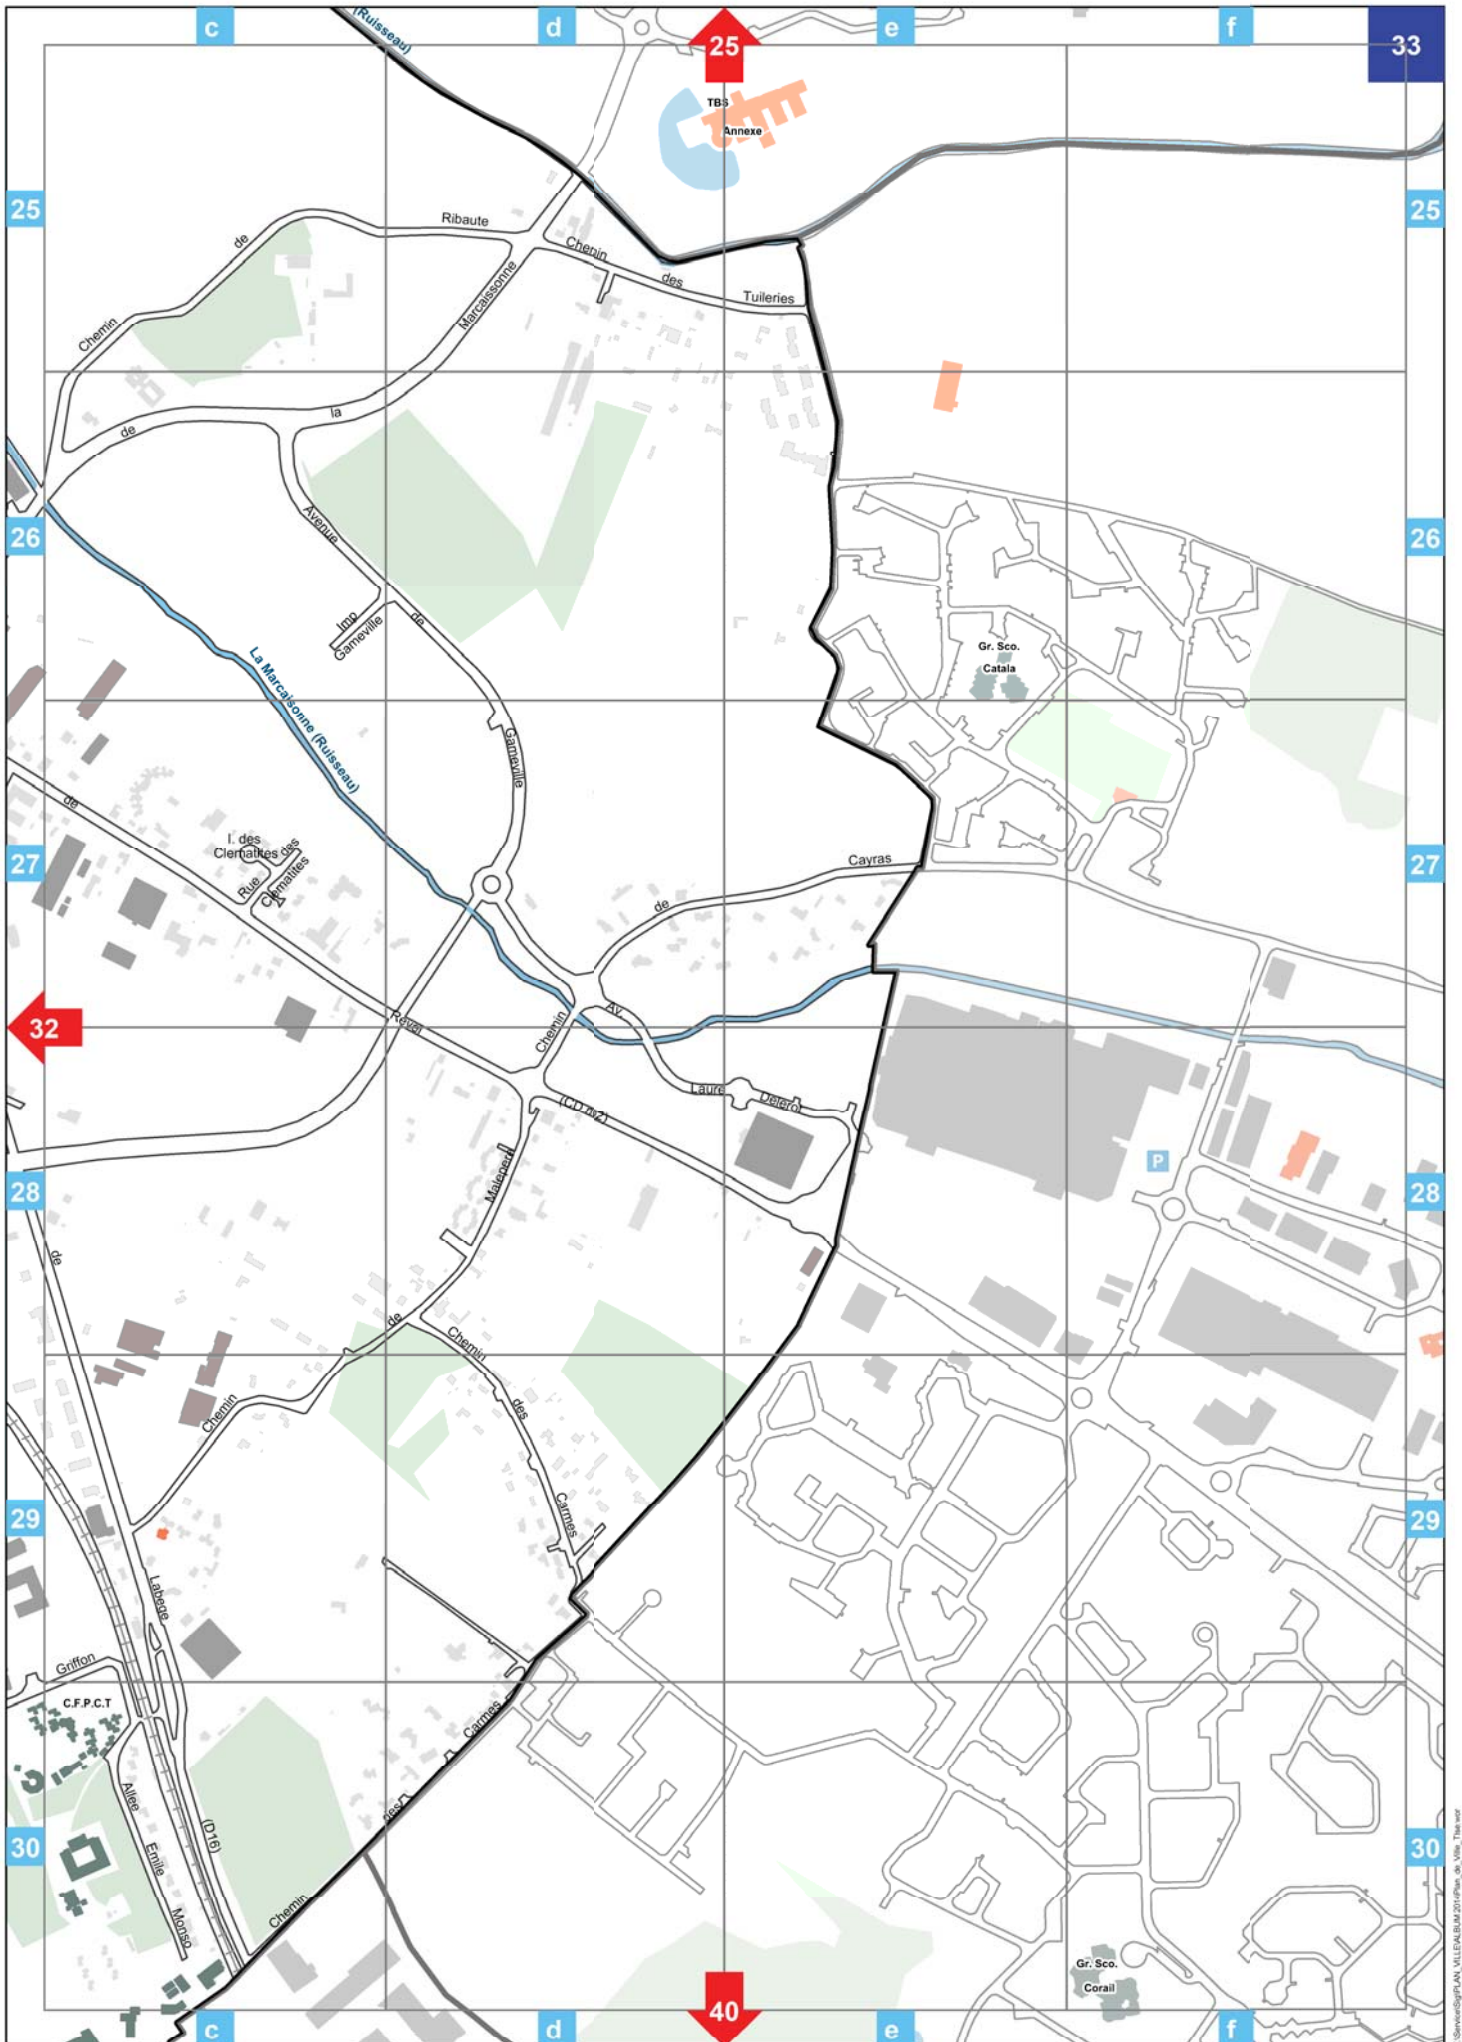 c
d
e
f
(Ruisseau)
25
33
TBS
Annexe
25
25
Ribaute
de
Chemin
des
Tuileries
Marcaissonne
Chemin
la
de
26
26
Avenue
de
Imp
Gameville
Gr. Sco.
Catala
La Marcaisonne (Ruisseau)
Gameville
de
27
27
I. des
Clematites
des
Rue
Clematites
Cayras
de
32
Revel
Av.
Chemin
Laure
Delerot
(CD n 2)
P
Malepere
28
28
de
de
Chemin
Chemin
des
Carmes
29
29
Labege
Griffon
C.F.P.C.T
Carmes
des
Allee
Emile
Monso
(D16)
30
30
Chemin
Gr. Sco.
Corail
c
d
40
e
f